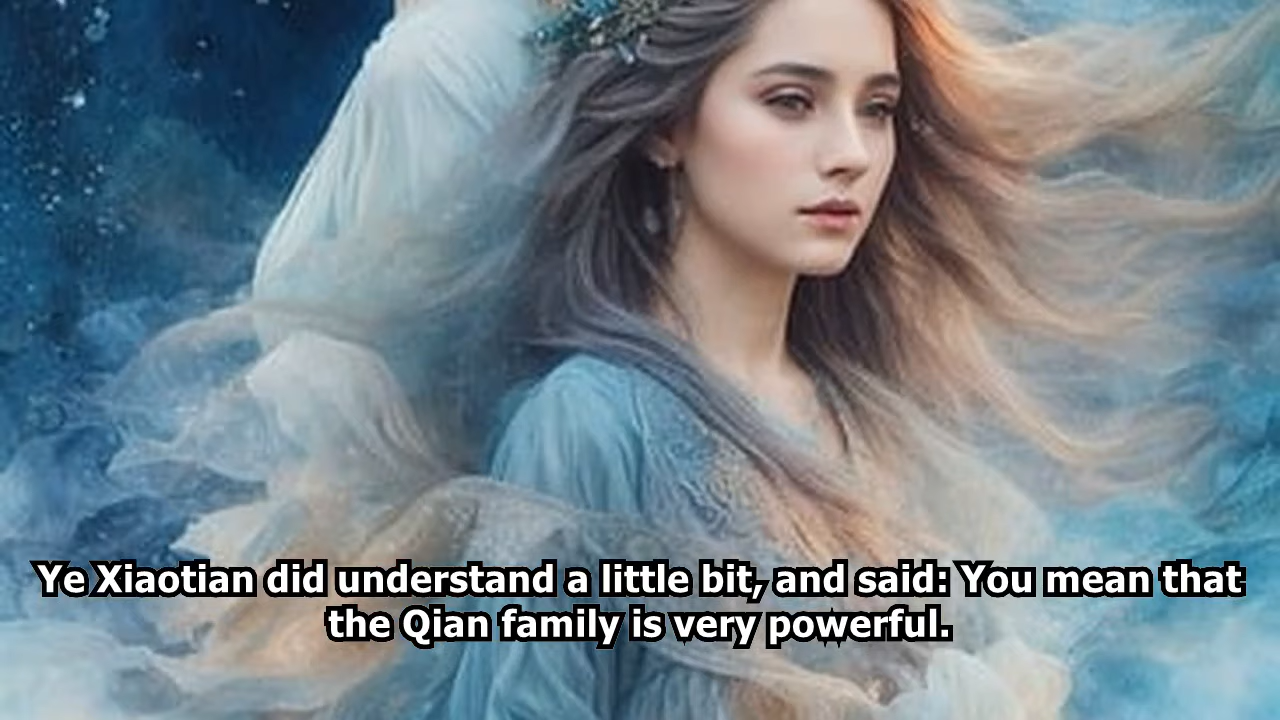 Ye Xiaotian did understand a little bit, and said: You mean that
the Qian family is very powerful.